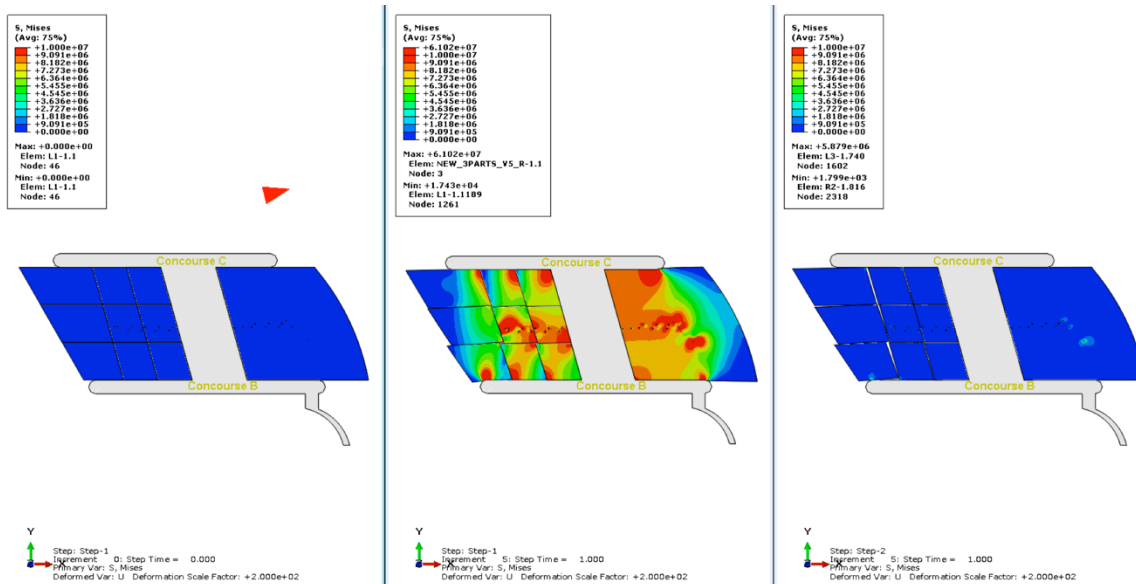 S, Mises
(Avg: 75%)
+1.000e+07
+9.091e+06
+8.182e+06
+7.273e+06
+6.364e+06
+5.455e+06
+4.545e+06
+3.636e+06
+2.727e+06
+1.818e+06
+9.091e+05
+0.000e+00
Max: +0.000e+00
Elem: L1-1.1
Node: 46
Min: +0.000e+00
Elem: L1-1.1
Node: 46
Concourse C
Concourse B
Y
X
Step: Step-1
Increment 0: Step Time = 0.000
Primary Var: S, Mises
Deformed Var: U Deformation Scale Factor: +2.000e+02
S, Mises
(Avg: 75%)
+6.102e+07
+1.000e+07
+9.091e+06
+8.182e+06
+7.273e+06
+6.364e+06
+5.455e+06
+4.545e+06
+3.636e+06
+2.727e+06
+1.818e+06
+9.091e+05
+0.000e+00
Max: +6.102e+07
Elem: NEW_3PARTS_V5_R-1.1
Node: 3
Min: +1.743e+04
Elem: L1-1.1189
Node: 1261
Concourse C
Concourse B
Y
X
Step: Step-1
Increment 5: Step Time = 1.000
Primary Var: S, Mises
Deformed Var: U Deformation Scale Factor: +2.000e+02
S, Mises
(Avg: 75%)
+1.000e+07
+9.091e+06
+8.182e+06
+7.273e+06
+6.364e+06
+5.455e+06
+4.545e+06
+3.636e+06
+2.727e+06
+1.818e+06
+9.091e+05
+0.000e+00
Max: +5.879e+06
Elem: L3-1.740
Node: 1602
Min: +1.799e+03
Elem: R2-1.816
Node: 2318
Concourse C
Concourse B
Y
X
Step: Step-2
Increment 5: Step Time = 1.000
Primary Var: S, Mises
Deformed Var: U Deformation Scale Factor: +2.000e+02